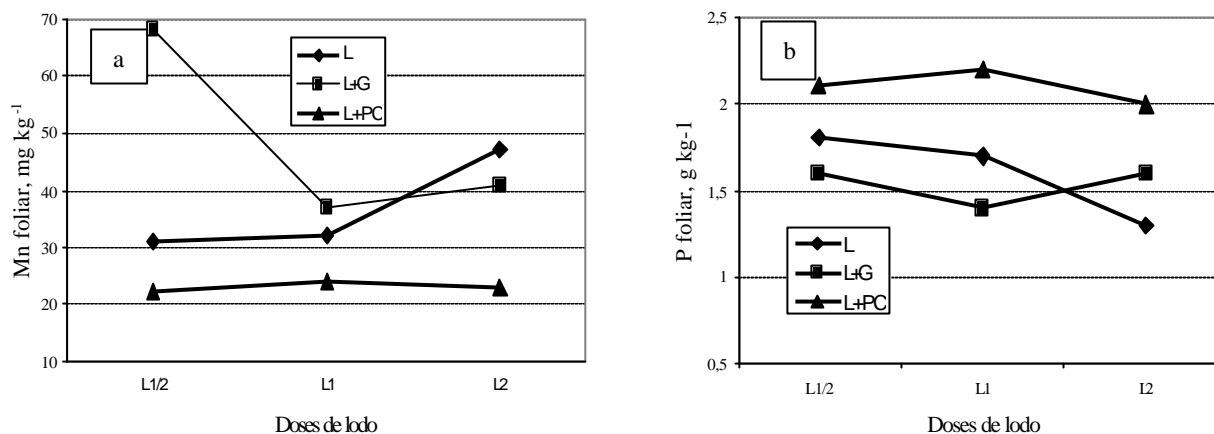 a
Mn foliar, mg kg-1
70
60
50
40
30
20
10
L
L+G
L+PC
L1/2
L1
L2
Doses de lodo
b
P foliar, g kg-1
2,5
2
1,5
1
0,5
L
L+G
L+PC
L1/2
L1
L2
Doses de lodo